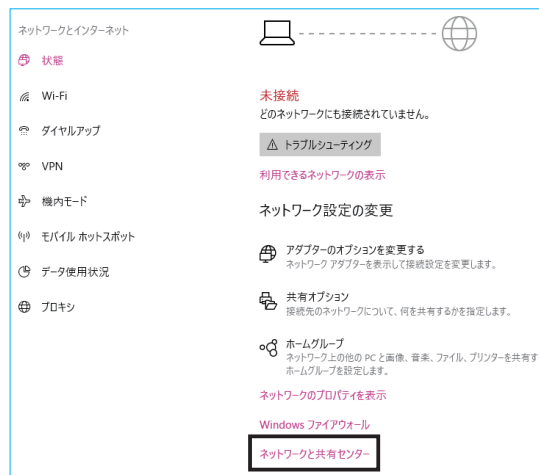 ネットワークとインターネット
状態
Wi-Fi
ダイヤルアップ
VPN
機内モード
モバイル ホットスポット
データ使用状況
プロキシ
未接続
どのネットワークにも接続されていません。
トラブルシューティング
利用できるネットワークの表示
ネットワーク設定の変更
アダプターのオプションを変更する
ネットワーク アダプターを表示して接続設定を変更します。
共有オプション
接続先のネットワークについて、何を共有するかを指定します。
ホームグループ
ネットワーク上の他の PC と画像、音楽、ファイル、プリンターを共有す
ホームグループを設定します。
ネットワークのプロパティを表示
Windows ファイアウォール
ネットワークと共有センター